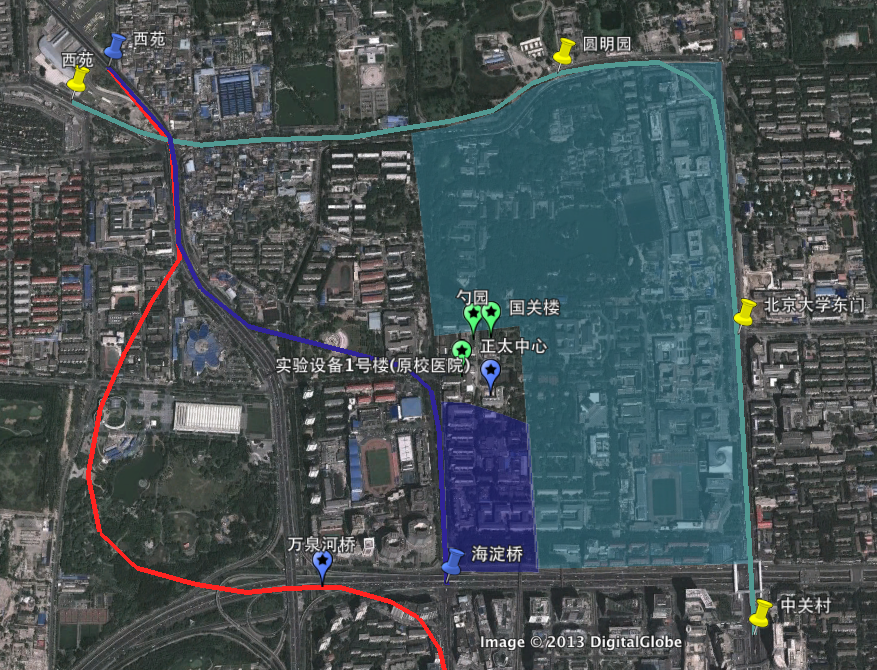 西苑
西苑
圆明园
勺园
国关楼
北京大学东门
正太中心
实验设备1号楼(原校医院)
万泉河桥
海淀桥
中关村
Image © 2013 DigitalGlobe